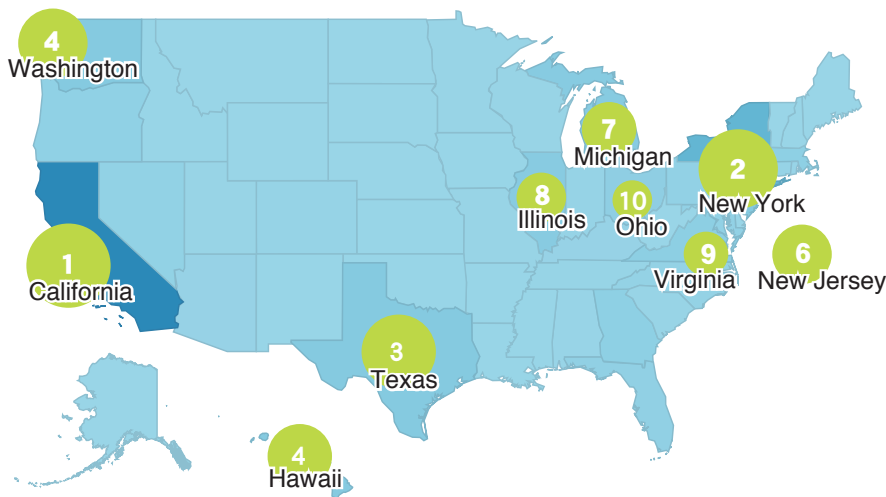 4
Washington
7
Michigan
2
New York
8
Illinois
10
Ohio
9
Virginia
6
New Jersey
1
California
3
Texas
4
Hawaii